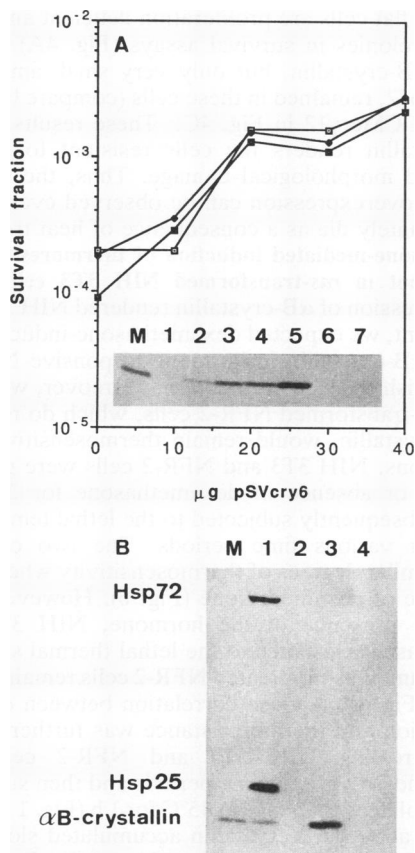 10-2
A
10-3
Survival fraction
10-4
M 1 2 3 4 5 6 7
10-5
0 10 20 30 40
µg pSVcry6
B M 1 2 3 4
Hsp72
Hsp25
αB-crystallin